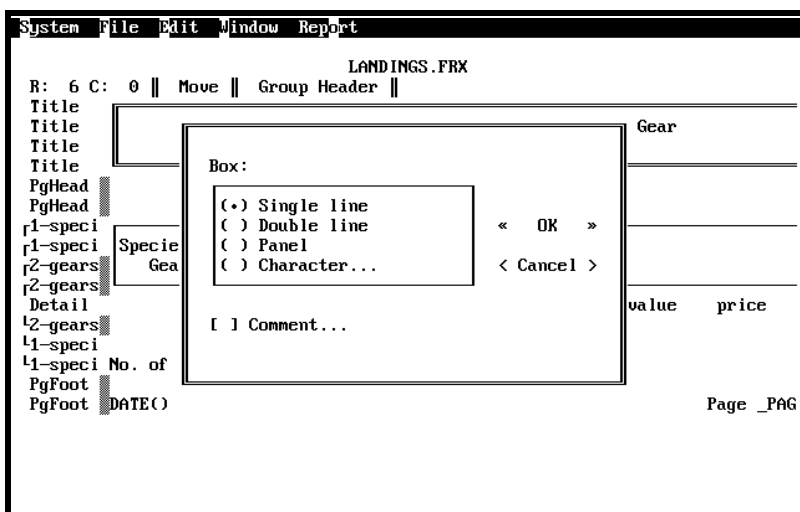 System File Edit Window Report
LANDINGS.FRX
R: 6 C: 0 ‖ Move ‖ Group Header ‖
Title
Title Gear
Title
Title Box:
PgHead
PgHead (•) Single line
┌1-speci ( ) Double line « OK »
┌1-speci Specie ( ) Panel
┌2-gears Gea ( ) Character... < Cancel >
┌2-gears
Detail value price
└2-gears [ ] Comment...
└1-speci
└1-speci No. of
PgFoot
PgFoot DATE() Page _PAG